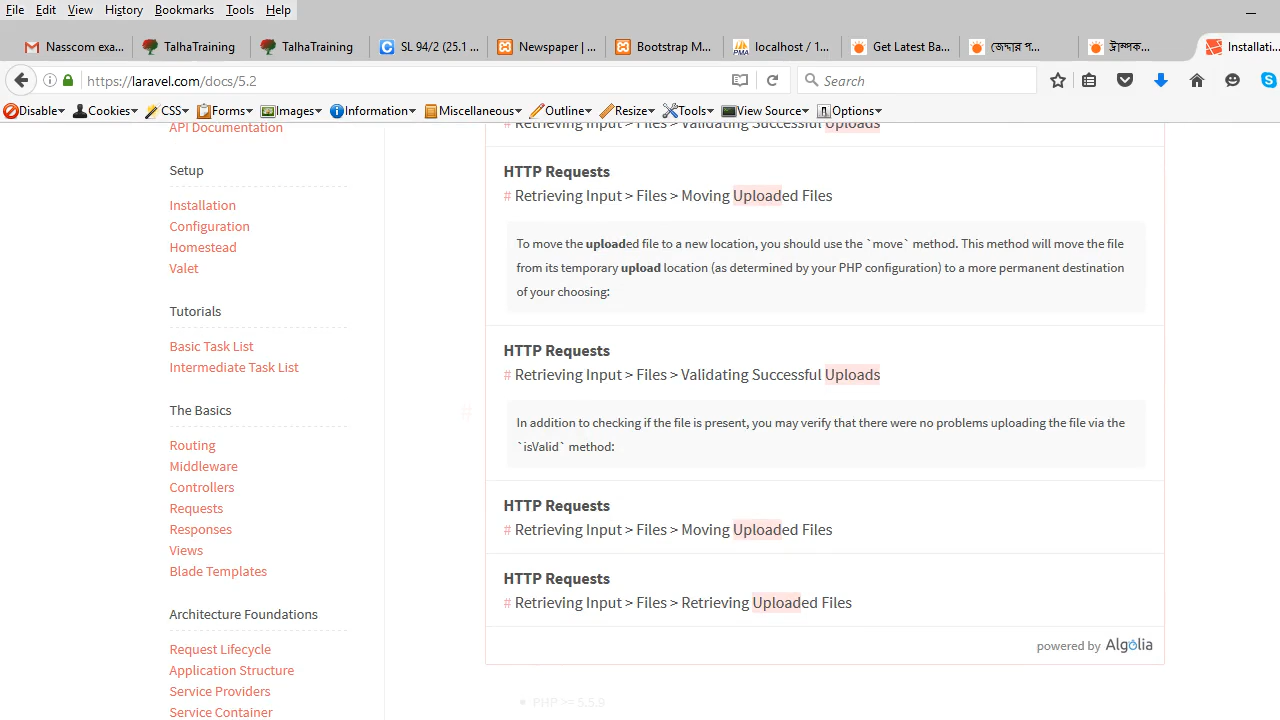 File Edit View History Bookmarks Tools Help
Nasscom exa... TalhaTraining TalhaTraining SL 94/2 (25.1 ... Newspaper | ... Bootstrap M... localhost / 1... Get Latest Ba... জেদ্দার প... ট্রাম্পক... Installati...
https://laravel.com/docs/5.2 Search
Disable Cookies CSS Forms Images Information Miscellaneous Outline Resize Tools View Source Options
API Documentation
Setup
Installation
Configuration
Homestead
Valet
Tutorials
Basic Task List
Intermediate Task List
The Basics
Routing
Middleware
Controllers
Requests
Responses
Views
Blade Templates
Architecture Foundations
Request Lifecycle
Application Structure
Service Providers
Service Container
# Retrieving Input > Files > Validating Successful Uploads
HTTP Requests
# Retrieving Input > Files > Moving Uploaded Files
To move the uploaded file to a new location, you should use the `move` method. This method will move the file
from its temporary upload location (as determined by your PHP configuration) to a more permanent destination
of your choosing:
HTTP Requests
# Retrieving Input > Files > Validating Successful Uploads
#
In addition to checking if the file is present, you may verify that there were no problems uploading the file via the
`isValid` method:
HTTP Requests
# Retrieving Input > Files > Moving Uploaded Files
HTTP Requests
# Retrieving Input > Files > Retrieving Uploaded Files
powered by Algolia
PHP >= 5.5.9